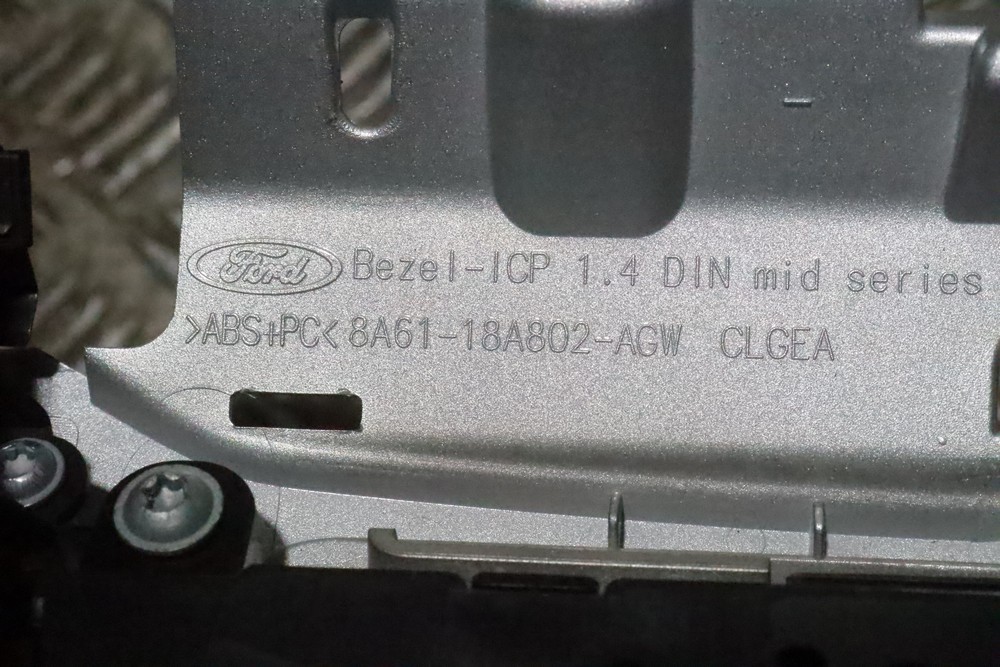 Ford Bezel-ICP 1.4 DIN mid series
>ABS+PC< 8A61-18A802-AGW CLGEA